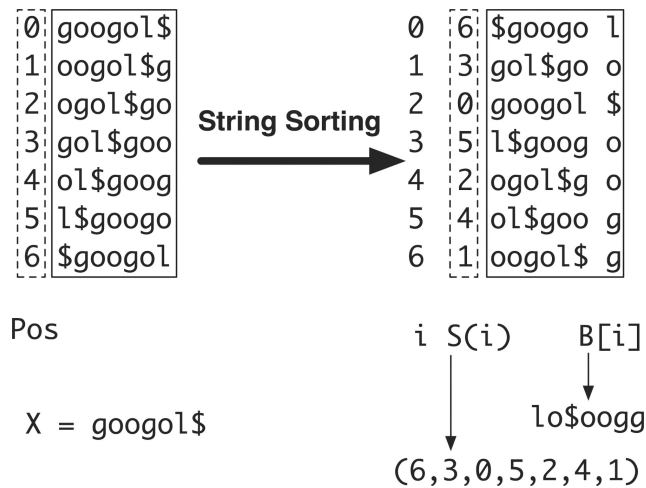 0 googol$ 0 6 $googo l
1 oogol$g 1 3 gol$go o
2 ogol$go 2 0 googol $
String Sorting
3 gol$goo 3 5 l$goog o
4 ol$goog 4 2 ogol$g o
5 l$googo 5 4 ol$goo g
6 $googol 6 1 oogol$ g
Pos i S(i) B[i]
X = googol$ lo$oogg
(6,3,0,5,2,4,1)